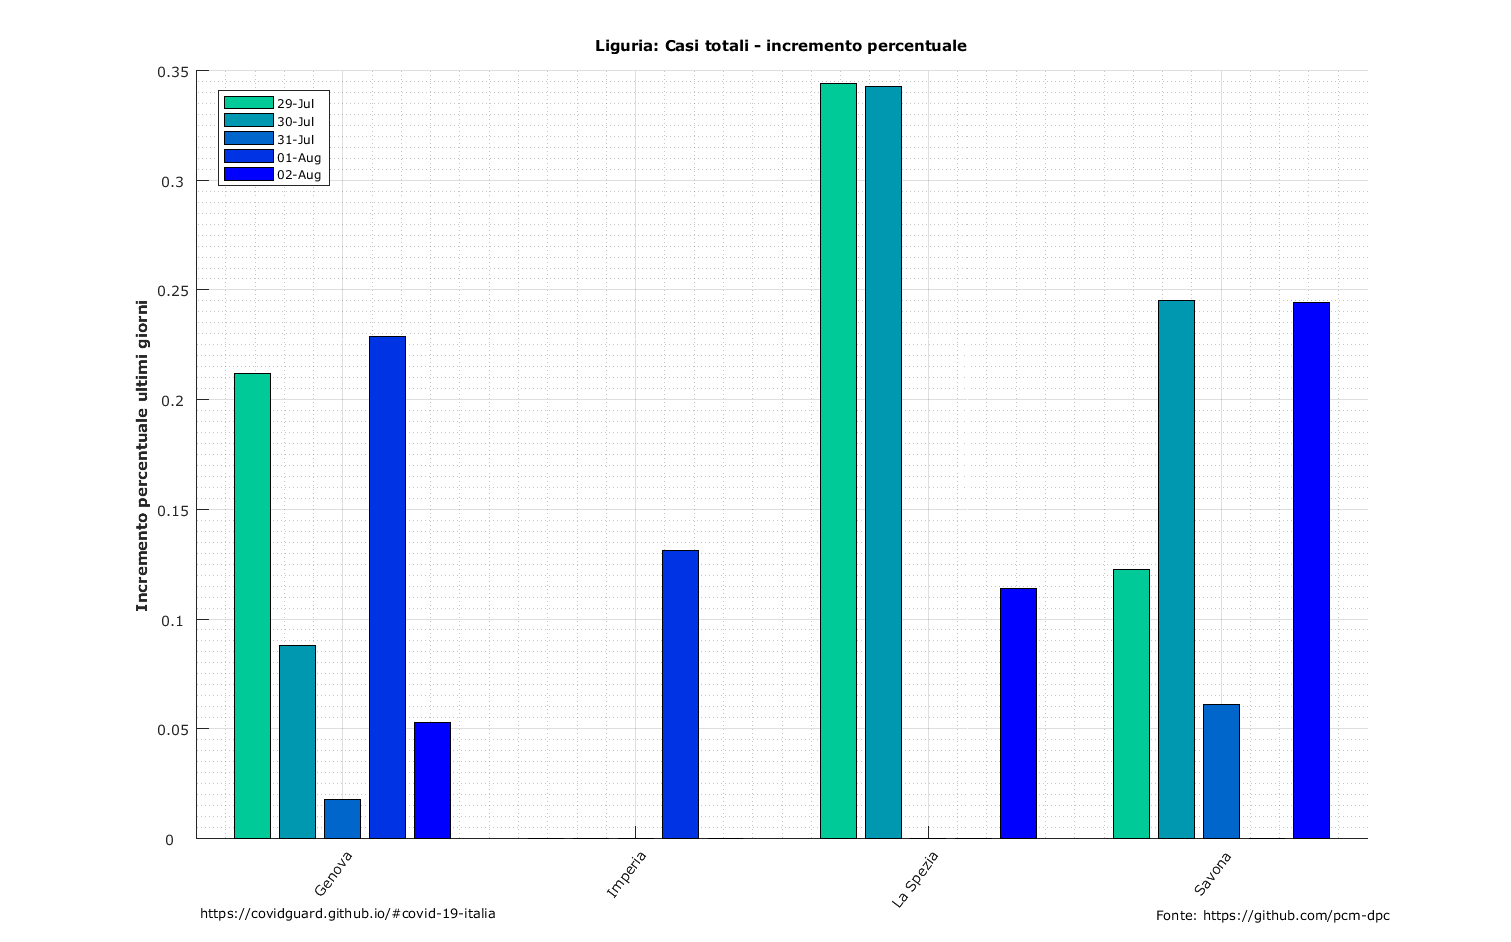 Liguria: Casi totali - incremento percentuale
Incremento percentuale ultimi giorni
0.35
0.3
0.25
0.2
0.15
0.1
0.05
0
29-Jul
30-Jul
31-Jul
01-Aug
02-Aug
Genova
Imperia
La Spezia
Savona
https://covidguard.github.io/#covid-19-italia
Fonte: https://github.com/pcm-dpc